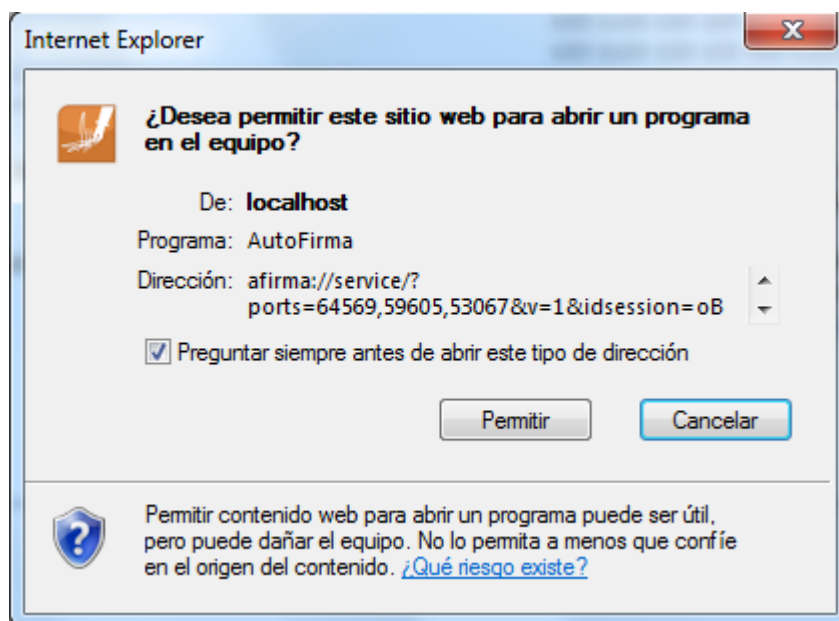 Internet Explorer
¿Desea permitir este sitio web para abrir un programa
en el equipo?
De: localhost
Programa: AutoFirma
Dirección: afirma://service/?
ports=64569,59605,53067&v=1&idsession=oB
Preguntar siempre antes de abrir este tipo de dirección
Permitir
Cancelar
Permitir contenido web para abrir un programa puede ser útil,
pero puede dañar el equipo. No lo permita a menos que confíe
en el origen del contenido. ¿Qué riesgo existe?